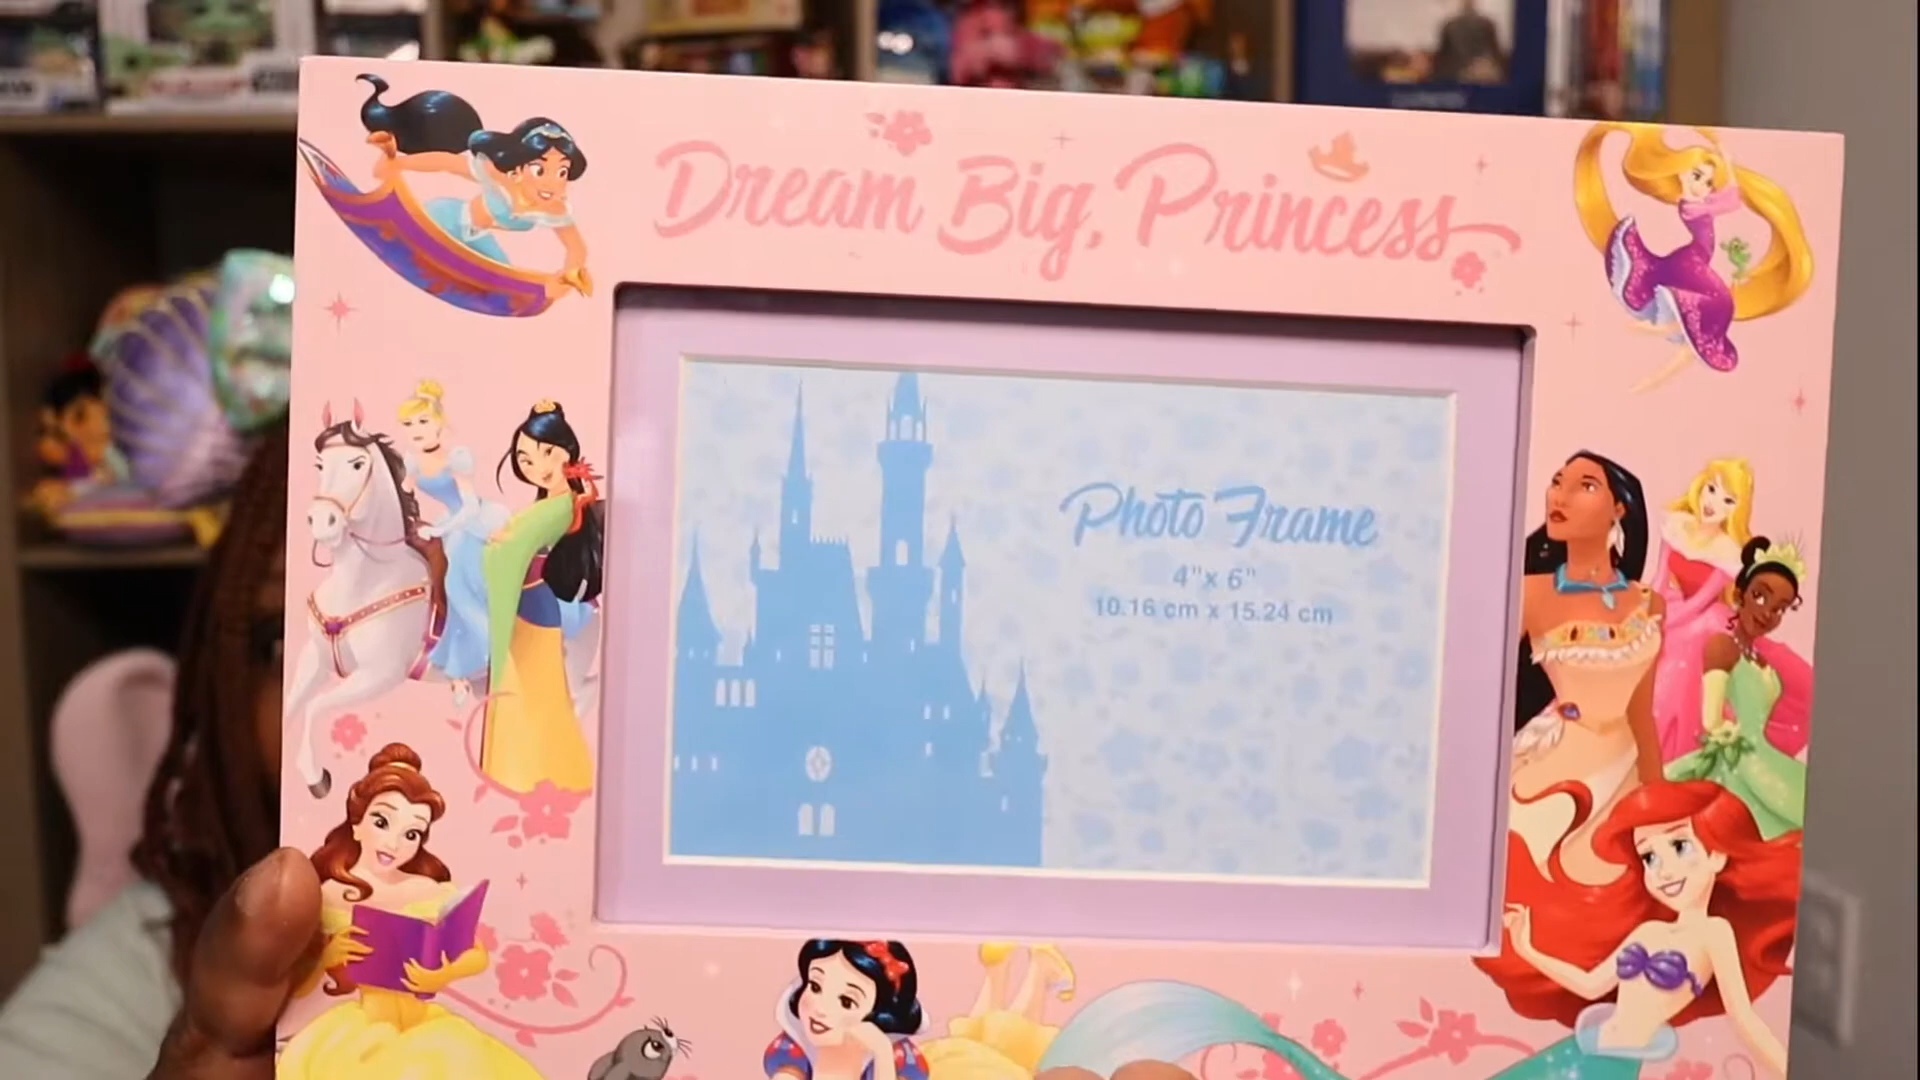 Dream Big, Princess
Photo Frame
4"x 6"
10.16 cm x 15.24 cm